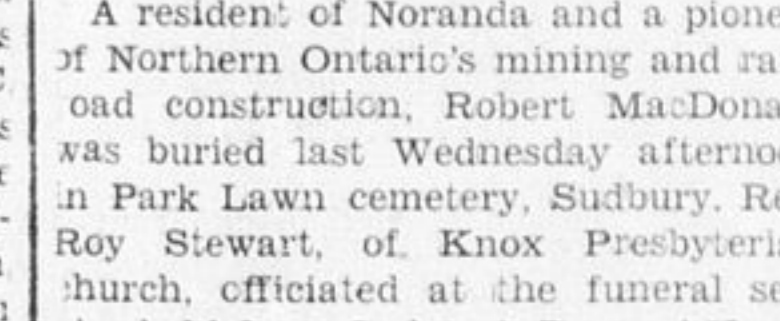 A resident of Noranda and a pione
of Northern Ontario's mining and ra
oad construction, Robert MacDona
was buried last Wednesday afterno
in Park Lawn cemetery, Sudbury. Re
Roy Stewart, of Knox Presbyteri
church, officiated at the funeral se